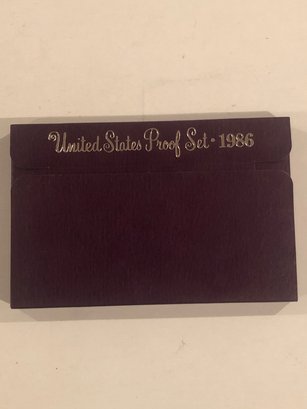 United States Proof Set • 1986